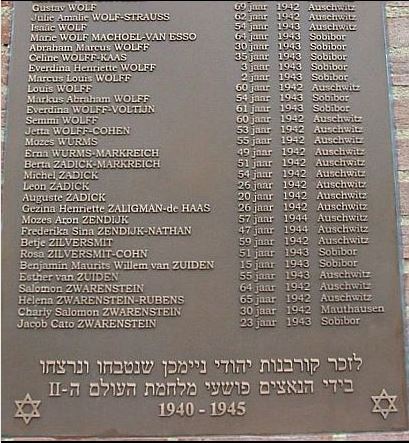 Gustav WOLF 69 jaar 1942 Auschwitz
Julie Amalie WOLF-STRAUSS 62 jaar 1942 Auschwitz
Isaac WOLF 54 jaar 1942 Auschwitz
Marie WOLF MACHOEL-VAN ESSO 64 jaar 1943 Sobibor
Abraham Marcus WOLFF 30 jaar 1943 Sobibor
Celine WOLFF-KAAS 35 jaar 1943 Sobibor
Everdina Henriette WOLFF 3 jaar 1943 Sobibor
Marcus Louis WOLFF 2 jaar 1943 Sobibor
Louis WOLFF 60 jaar 1942 Auschwitz
Markus Abraham WOLFF 54 jaar 1943 Sobibor
Everdina WOLFF-VOLTIJN 61 jaar 1943 Sobibor
Semmi WOLFF 60 jaar 1942 Auschwitz
Jetta WOLFF-COHEN 53 jaar 1942 Auschwitz
Mozes WURMS 55 jaar 1942 Auschwitz
Erna WURMS-MARKREICH 49 jaar 1942 Auschwitz
Berta ZADICK-MARKREICH 51 jaar 1942 Auschwitz
Michel ZADICK 54 jaar 1942 Auschwitz
Leon ZADICK 26 jaar 1942 Auschwitz
Auguste ZADICK 20 jaar 1942 Auschwitz
Gezina Henriette ZALIGMAN-de HAAS 26 jaar 1942 Auschwitz
Mozes Aron ZENDIJK 57 jaar 1944 Auschwitz
Frederika Sina ZENDIJK-NATHAN 47 jaar 1944 Auschwitz
Betje ZILVERSMIT 59 jaar 1942 Auschwitz
Rosa ZILVERSMIT-COHN 51 jaar 1943 Sobibor
Benjamin Maurits Willem van ZUIDEN 15 jaar 1943 Sobibor
Esther van ZUIDEN 55 jaar 1943 Auschwitz
Salomon ZWARENSTEIN 64 jaar 1942 Auschwitz
Helena ZWARENSTEIN-RUBENS 65 jaar 1942 Auschwitz
Charly Salomon ZWARENSTEIN 30 jaar 1942 Mauthausen
Jacob Cato ZWARENSTEIN 23 jaar 1943 Sobibor
לזכר קורבנות יהודי ניימכן שנטבחו ונרצחו
בידי הנאצים פושעי מלחמת העולם ה-II
1940 - 1945